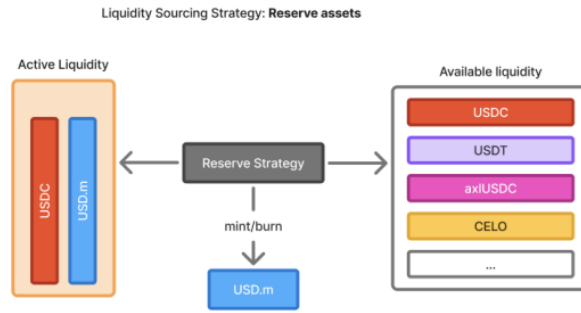 Liquidity Sourcing Strategy: Reserve assets
Active Liquidity
USDC
USD.m
Reserve Strategy
mint/burn
USD.m
Available liquidity
USDC
USDT
axlUSDC
CELO
...